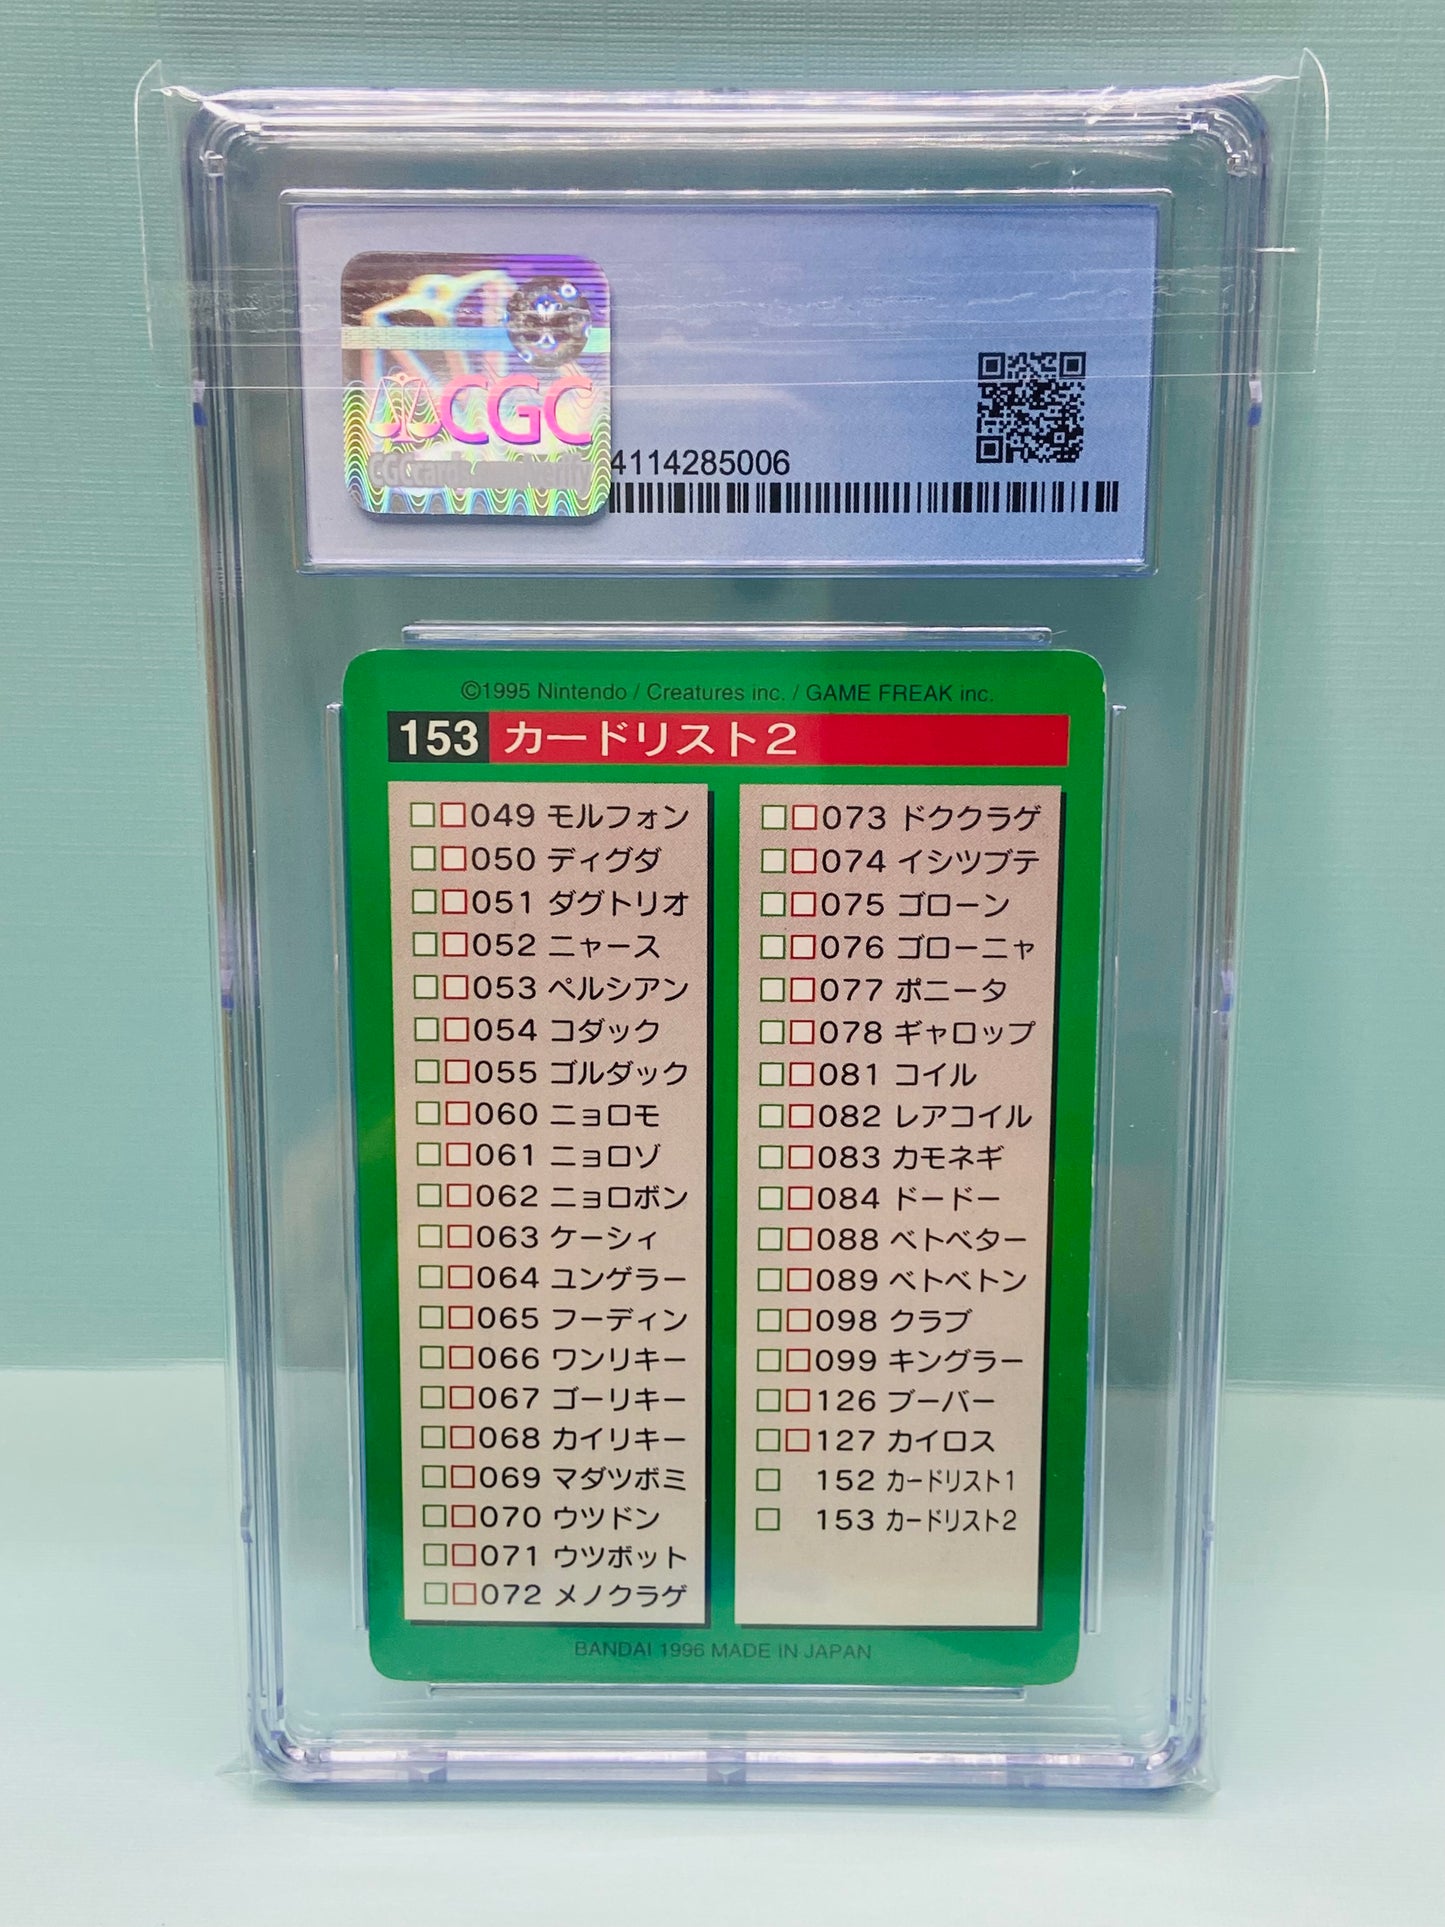 CGC
CGCcards.com/verify
4114285006
©1995 Nintendo / Creatures inc. / GAME FREAK inc.
153 カードリスト2
□□049 モルフォン
□□050 ディグダ
□□051 ダグトリオ
□□052 ニャース
□□053 ペルシアン
□□054 コダック
□□055 ゴルダック
□□060 ニョロモ
□□061 ニョロゾ
□□062 ニョロボン
□□063 ケーシィ
□□064 ユンゲラー
□□065 フーディン
□□066 ワンリキー
□□067 ゴーリキー
□□068 カイリキー
□□069 マダツボミ
□□070 ウツドン
□□071 ウツボット
□□072 メノクラゲ
□□073 ドククラゲ
□□074 イシツブテ
□□075 ゴローン
□□076 ゴローニャ
□□077 ポニータ
□□078 ギャロップ
□□081 コイル
□□082 レアコイル
□□083 カモネギ
□□084 ドードー
□□088 ベトベター
□□089 ベトベトン
□□098 クラブ
□□099 キングラー
□□126 ブーバー
□□127 カイロス
□ 152 カードリスト1
□ 153 カードリスト2
BANDAI 1996 MADE IN JAPAN